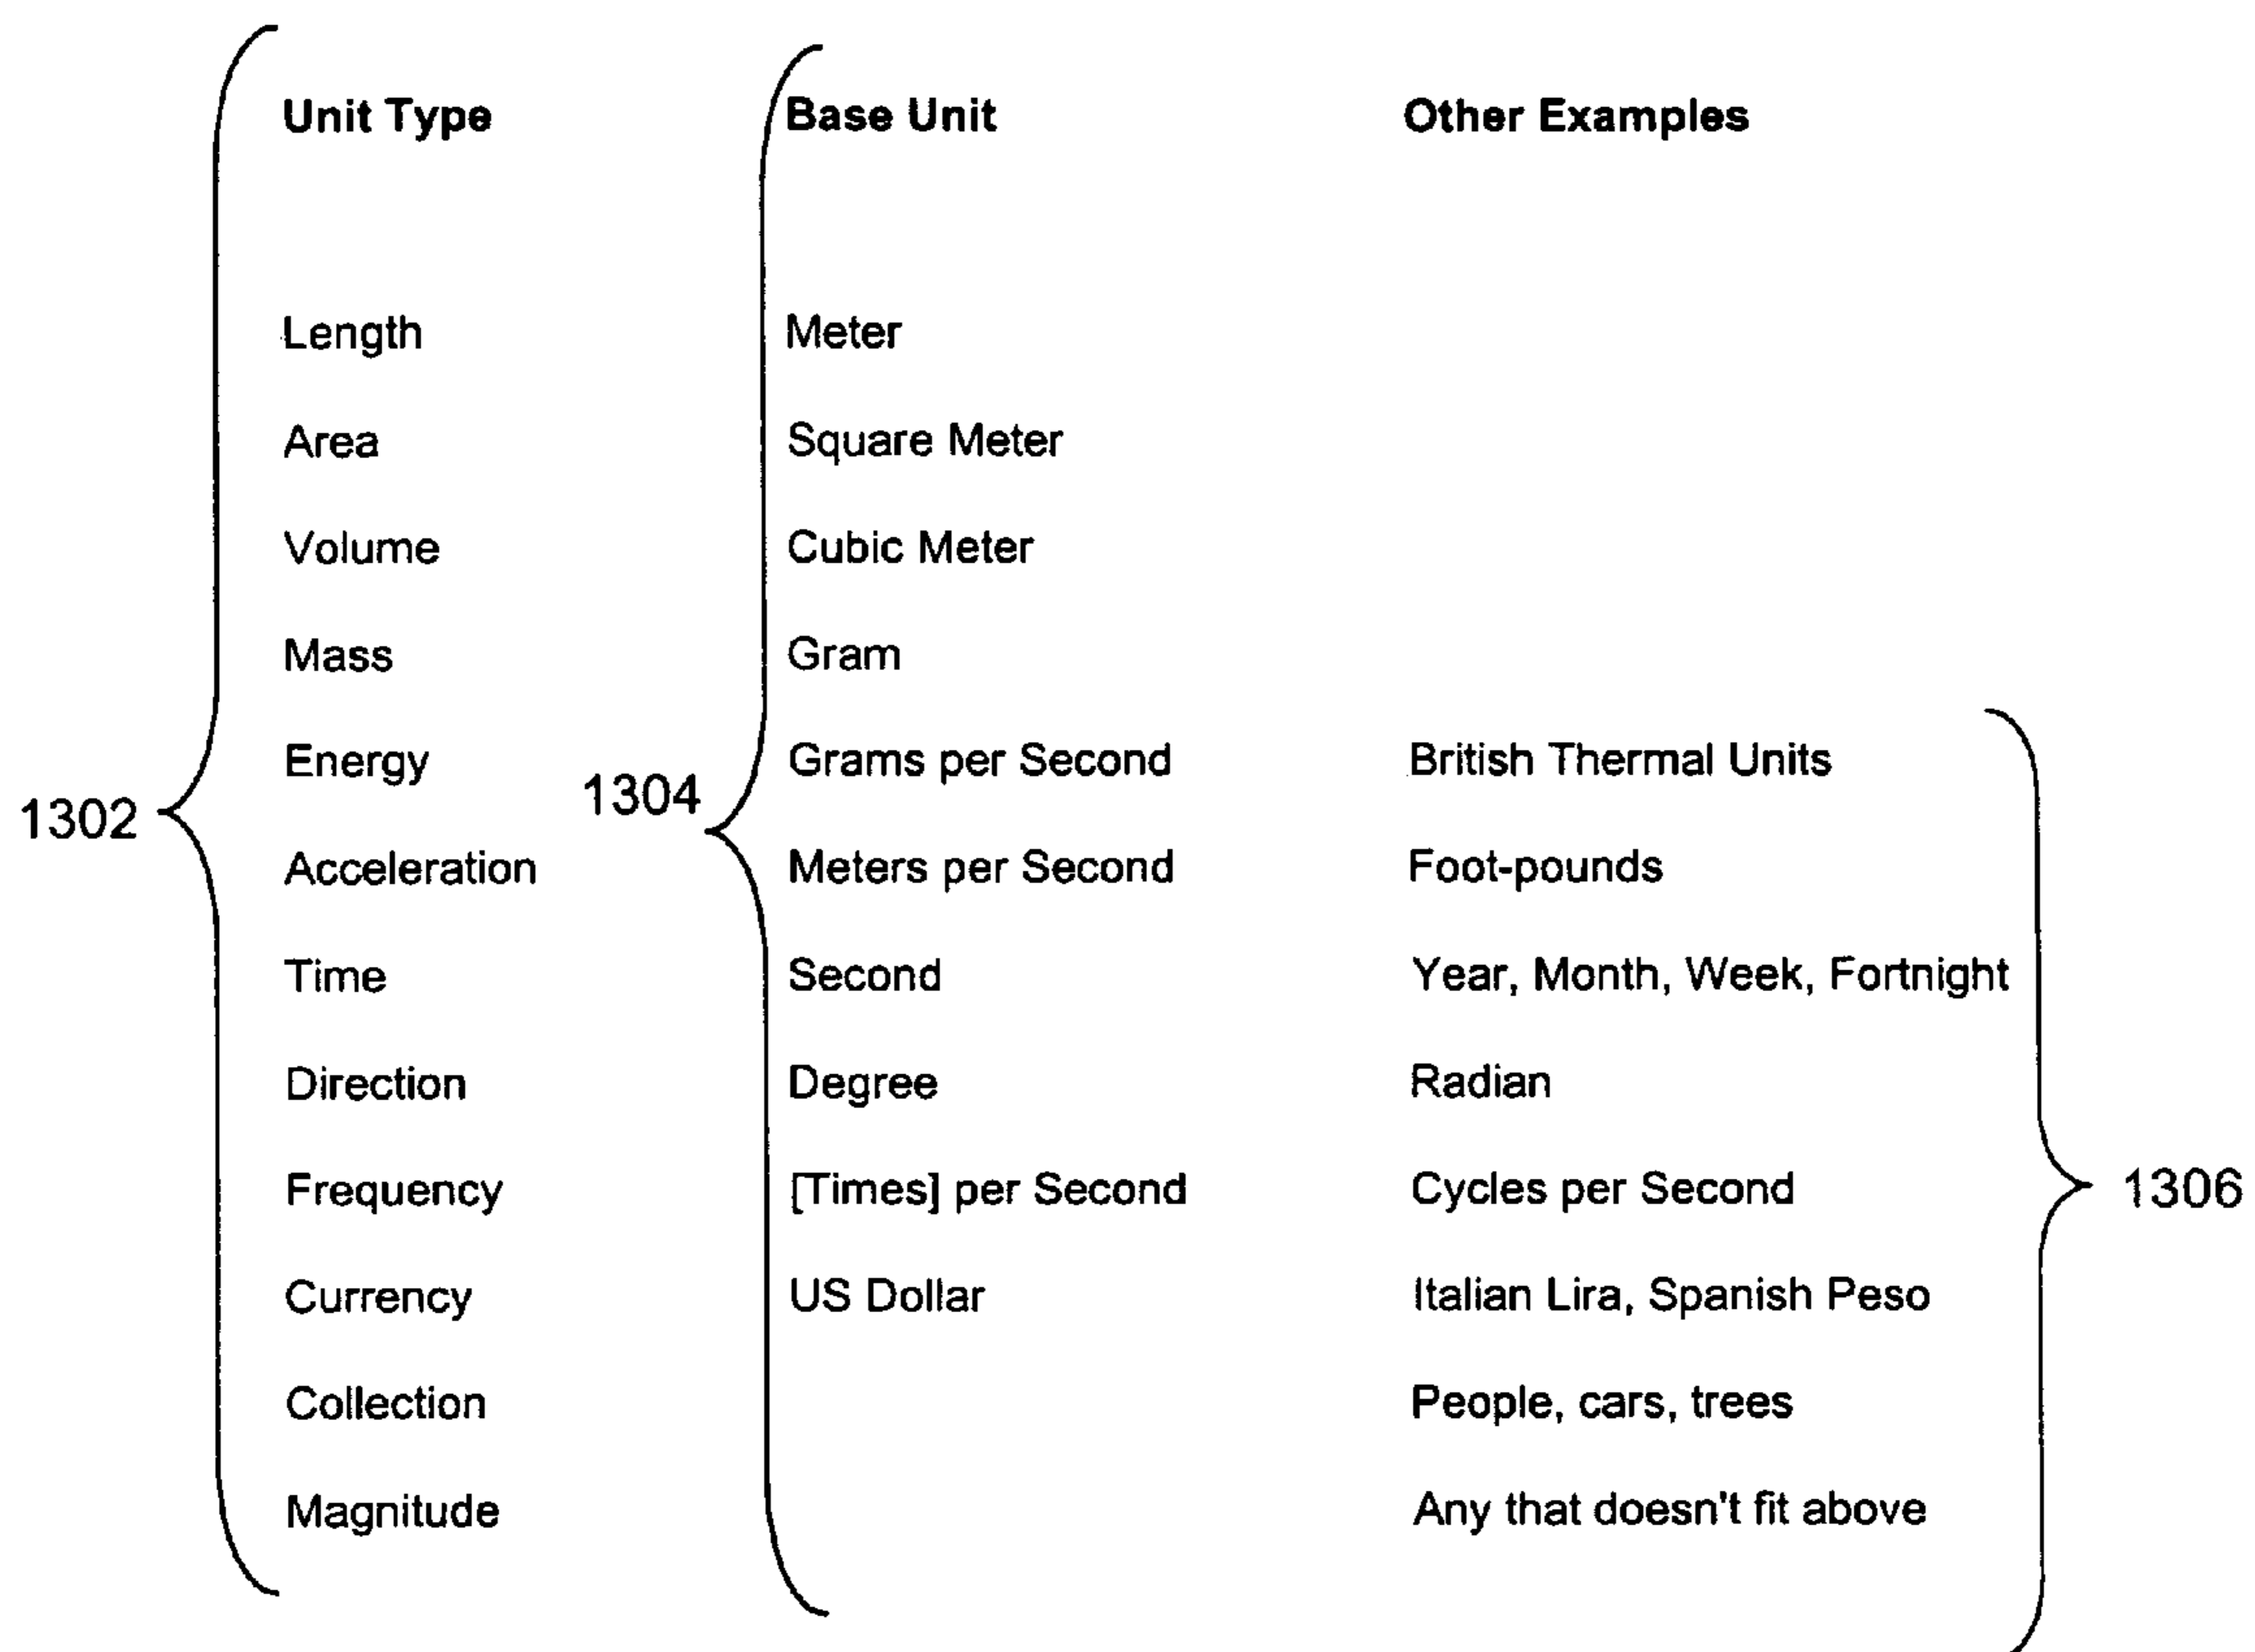 Unit Type Base Unit Other Examples
Length Meter
Area Square Meter
Volume Cubic Meter
Mass Gram
Energy Grams per Second British Thermal Units
1302 1304
Acceleration Meters per Second Foot-pounds
Time Second Year, Month, Week, Fortnight
Direction Degree Radian
Frequency [Times] per Second Cycles per Second 1306
Currency US Dollar Italian Lira, Spanish Peso
Collection People, cars, trees
Magnitude Any that doesn't fit above